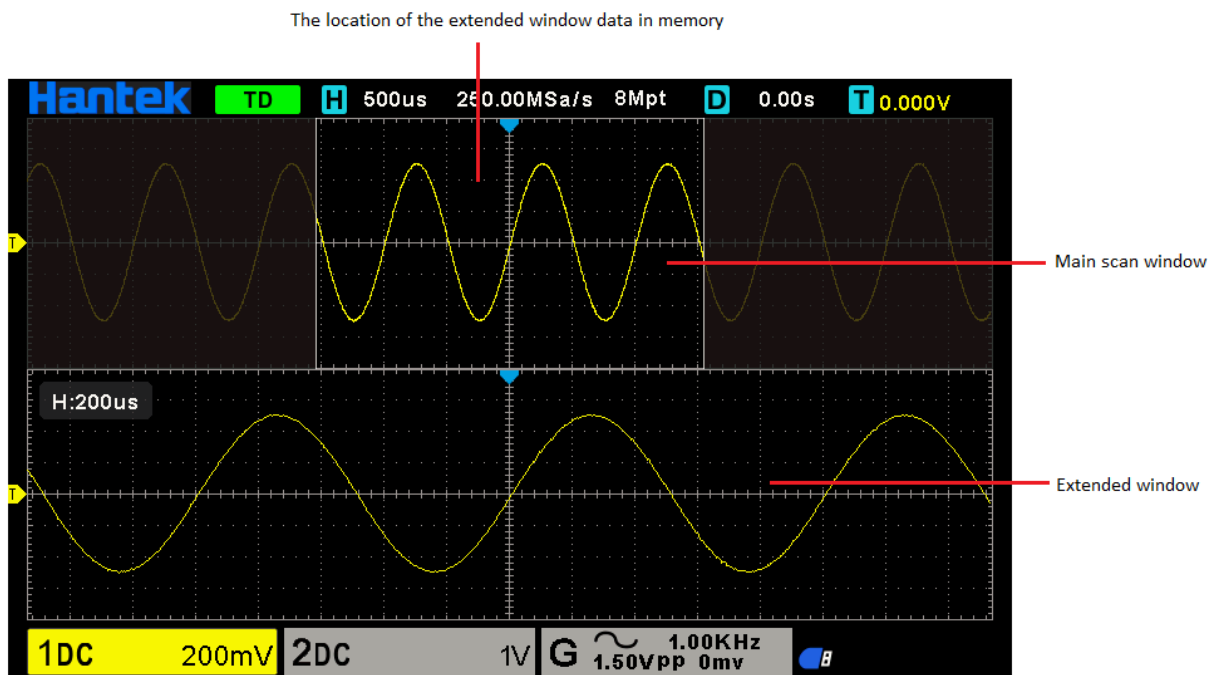 The location of the extended window data in memory
Hantek TD H 500us 250.00MSa/s 8Mpt D 0.00s T 0.000V
T
Main scan window
H:200us
T
Extended window
1DC 200mV 2DC 1V G 1.00KHz
1.50Vpp 0mv